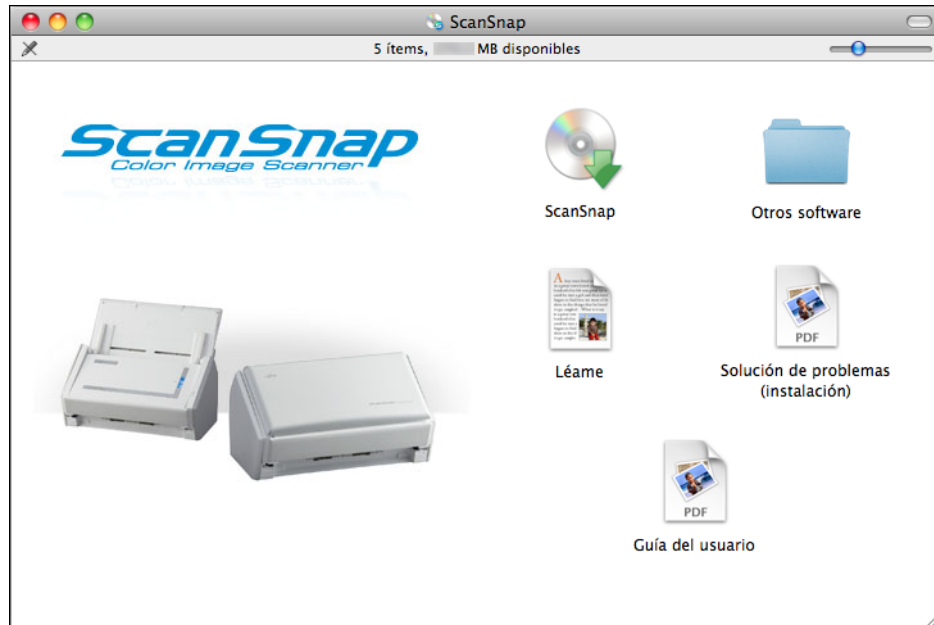 ScanSnap
5 ítems, MB disponibles
ScanSnap
Color Image Scanner
ScanSnap
Otros software
Léame
PDF
Solución de problemas
(instalación)
PDF
Guía del usuario